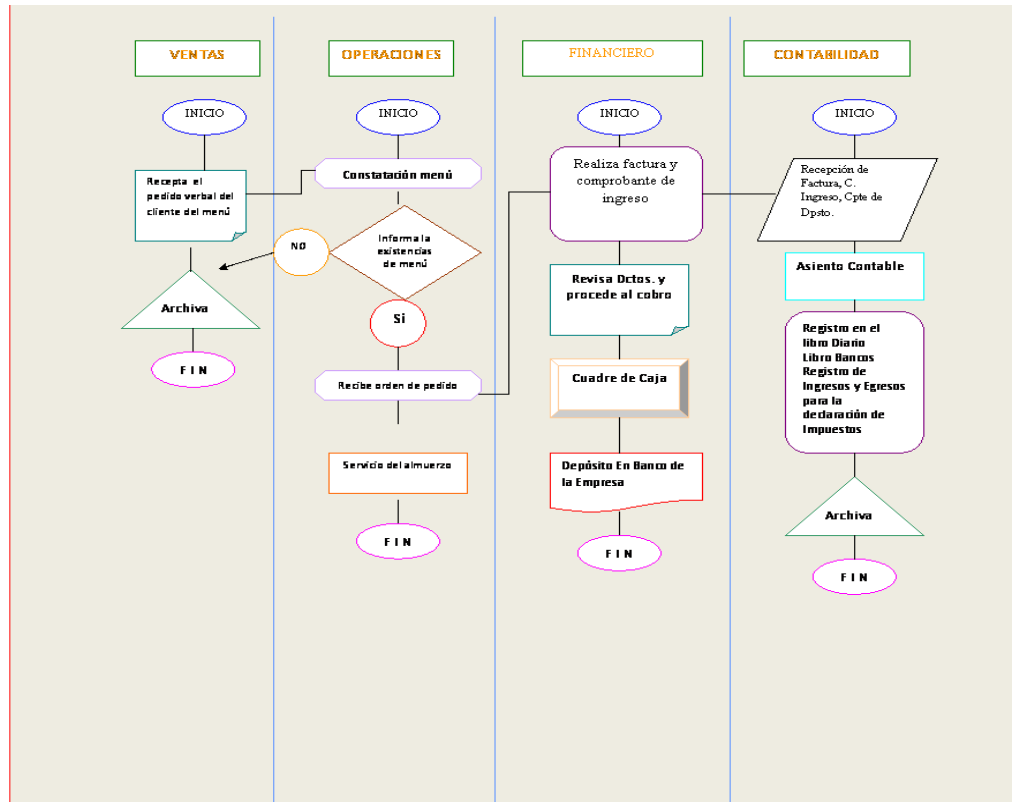 VENTAS
OPERACIONES
FINANCIERO
CONTABILIDAD
INICIO
Recepta el
pedido verbal del
cliente del menú
Archiva
F I N
INICIO
Constatación menú
Informa la
existencias
de menú
NO
Si
Recibe orden de pedido
Servicio del almuerzo
F I N
INICIO
Realiza factura y
comprobante de
ingreso
Revisa Dctos. y
procede al cobro
Cuadre de Caja
Depósito En Banco de
la Empresa
F I N
INICIO
Recepción de
Factura, C.
Ingreso, Cpte de
Dpsto.
Asiento Contable
Registro en el
libro Diario
Libro Bancos
Registro de
Ingresos y Egresos
para la
declaración de
Impuestos
Archiva
F I N